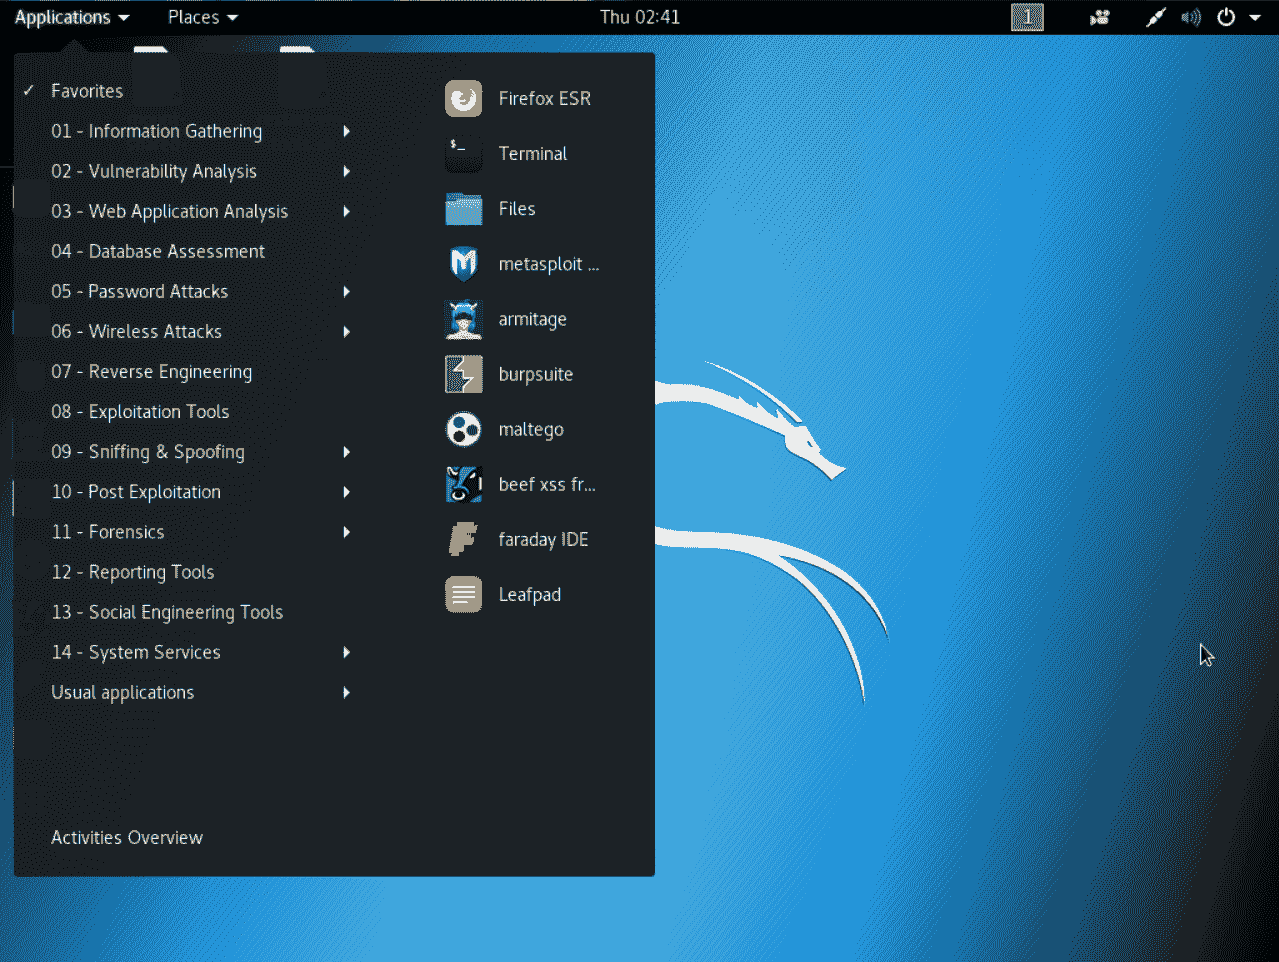 Applications Places Thu 02:41 1
Favorites
01 - Information Gathering
02 - Vulnerability Analysis
03 - Web Application Analysis
04 - Database Assessment
05 - Password Attacks
06 - Wireless Attacks
07 - Reverse Engineering
08 - Exploitation Tools
09 - Sniffing & Spoofing
10 - Post Exploitation
11 - Forensics
12 - Reporting Tools
13 - Social Engineering Tools
14 - System Services
Usual applications
Activities Overview
Firefox ESR
$_
Terminal
Files
metasploit ...
armitage
burpsuite
maltego
beef xss fr...
faraday IDE
Leafpad